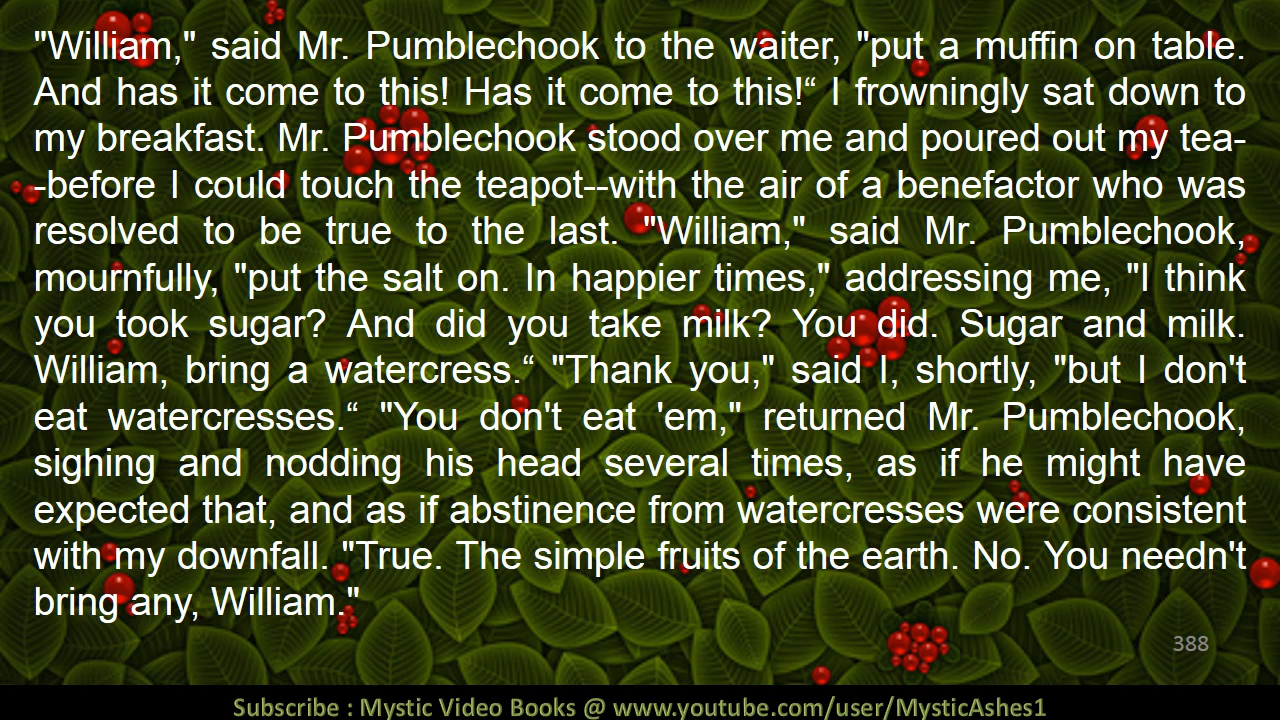 "William," said Mr. Pumblechook to the waiter, "put a muffin on table.
And has it come to this! Has it come to this!“ I frowningly sat down to
my breakfast. Mr. Pumblechook stood over me and poured out my tea-
-before I could touch the teapot--with the air of a benefactor who was
resolved to be true to the last. "William," said Mr. Pumblechook,
mournfully, "put the salt on. In happier times," addressing me, "I think
you took sugar? And did you take milk? You did. Sugar and milk.
William, bring a watercress.“ "Thank you," said I, shortly, "but I don't
eat watercresses.“ "You don't eat 'em," returned Mr. Pumblechook,
sighing and nodding his head several times, as if he might have
expected that, and as if abstinence from watercresses were consistent
with my downfall. "True. The simple fruits of the earth. No. You needn't
bring any, William."
388
Subscribe : Mystic Video Books @ www.youtube.com/user/MysticAshes1